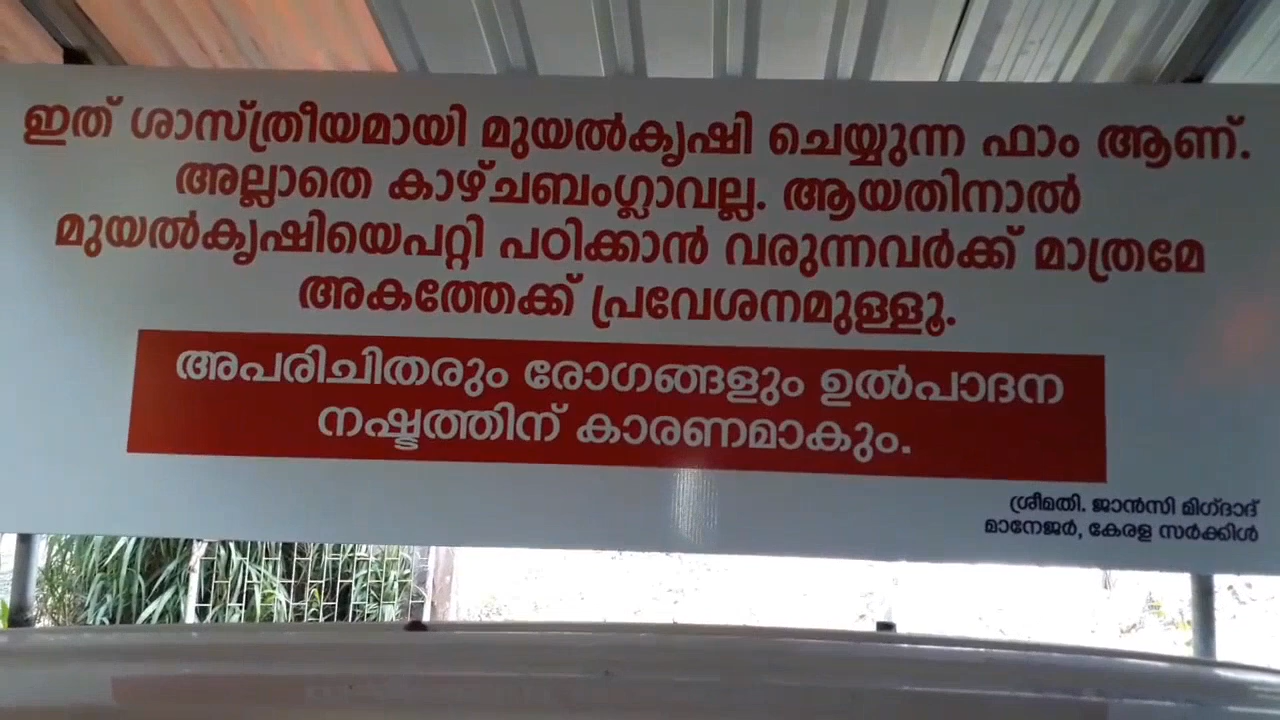 ഇത് ശാസ്ത്രീയമായി മുയൽകൃഷി ചെയ്യുന്ന ഫാം ആണ്.
അല്ലാതെ കാഴ്ചബംഗ്ലാവല്ല. ആയതിനാൽ
മുയൽകൃഷിയെപറ്റി പഠിക്കാൻ വരുന്നവർക്ക് മാത്രമേ
അകത്തേക്ക് പ്രവേശനമുള്ളൂ.
അപരിചിതരും രോഗങ്ങളും ഉൽപാദന
നഷ്ടത്തിന് കാരണമാകും.
ശ്രീമതി. ജാൻസി മിഗ്ദാദ്
മാനേജർ, കേരള സർക്കിൾ